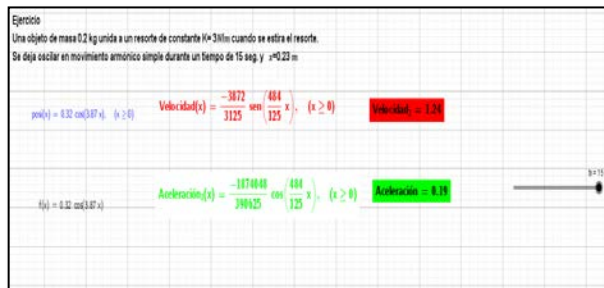 Ejercicio
Una objeto de masa 0.2 kg unida a un resorte de constante K= 3N/m cuando se estira el resorte.
Se deja oscilar en movimiento armónico simple durante un tiempo de 15 seg. y x=0.23 m
pos(x) = 0.32 cos(3.87 x), (x ≥ 0)
Velocidad(x) = −3872/3125 sen(484/125 x), (x ≥ 0)
Velocidad₁ = 1.24
Aceleración₁(x) = −1874048/390625 cos(484/125 x), (x ≥ 0)
Aceleración = 0.19
b = 15
f(x) = 0.32 cos(3.87 x)